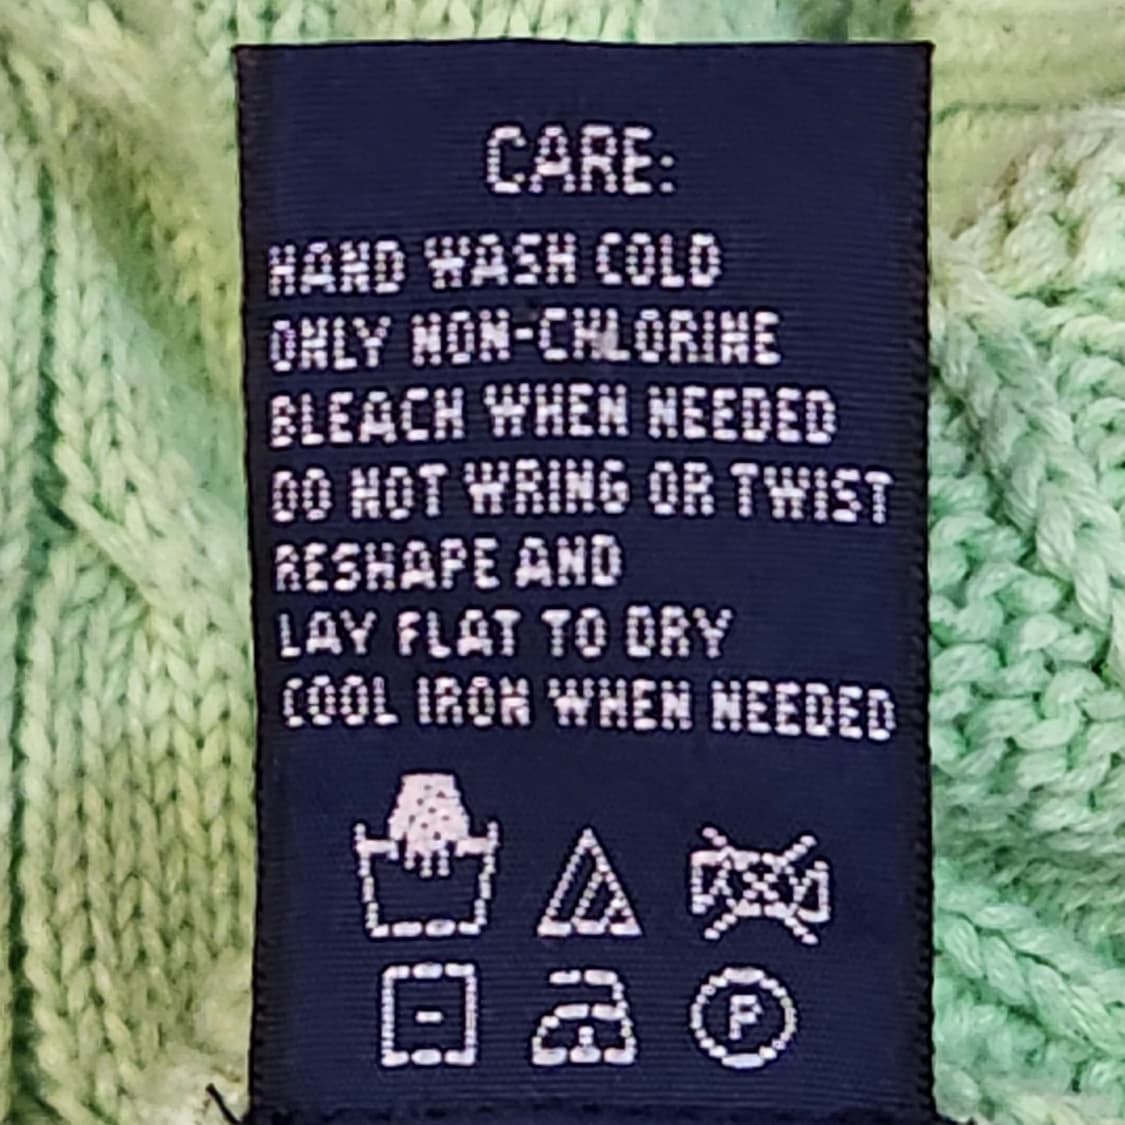 CARE:
HAND WASH COLD
ONLY NON-CHLORINE
BLEACH WHEN NEEDED
DO NOT WRING OR TWIST
RESHAPE AND
LAY FLAT TO DRY
COOL IRON WHEN NEEDED
P